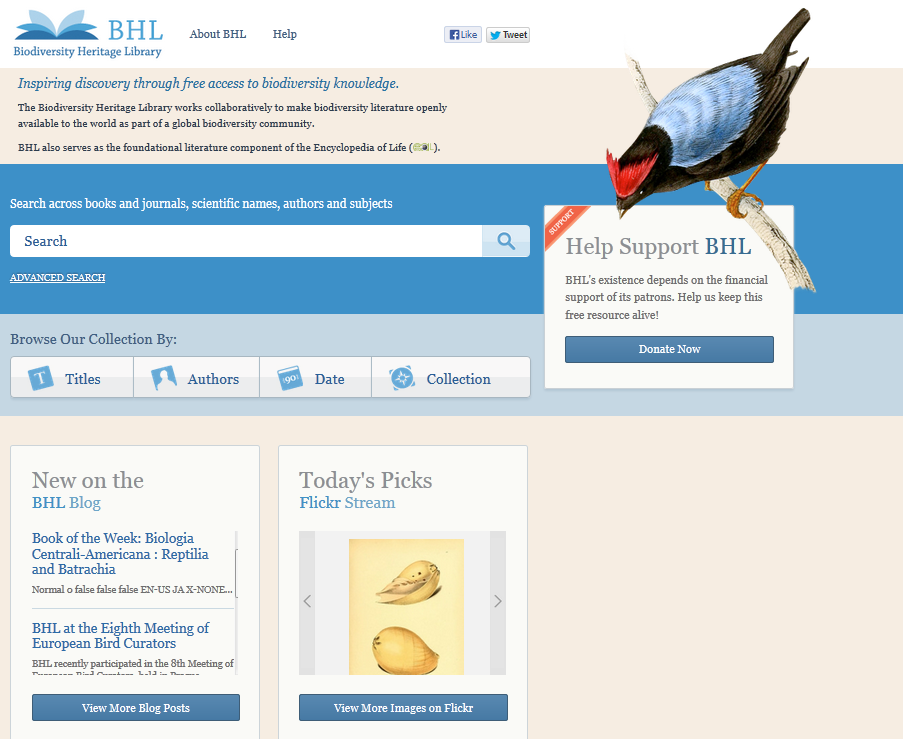 BHL
Biodiversity Heritage Library
About BHL
Help
Like
Tweet
Inspiring discovery through free access to biodiversity knowledge.
The Biodiversity Heritage Library works collaboratively to make biodiversity literature openly
available to the world as part of a global biodiversity community.
BHL also serves as the foundational literature component of the Encyclopedia of Life (
).
Search across books and journals, scientific names, authors and subjects
Search
ADVANCED SEARCH
SUPPORT
Help Support BHL
BHL's existence depends on the financial
support of its patrons. Help us keep this
free resource alive!
Donate Now
Browse Our Collection By:
T
Titles
Authors
90
Date
Collection
New on the
BHL Blog
Book of the Week: Biologia
Centrali-Americana : Reptilia
and Batrachia
Normal 0 false false false EN-US JA X-NONE...
BHL at the Eighth Meeting of
European Bird Curators
BHL recently participated in the 8th Meeting of
European Bird Curators, held in Prague
View More Blog Posts
Today's Picks
Flickr Stream
View More Images on Flickr